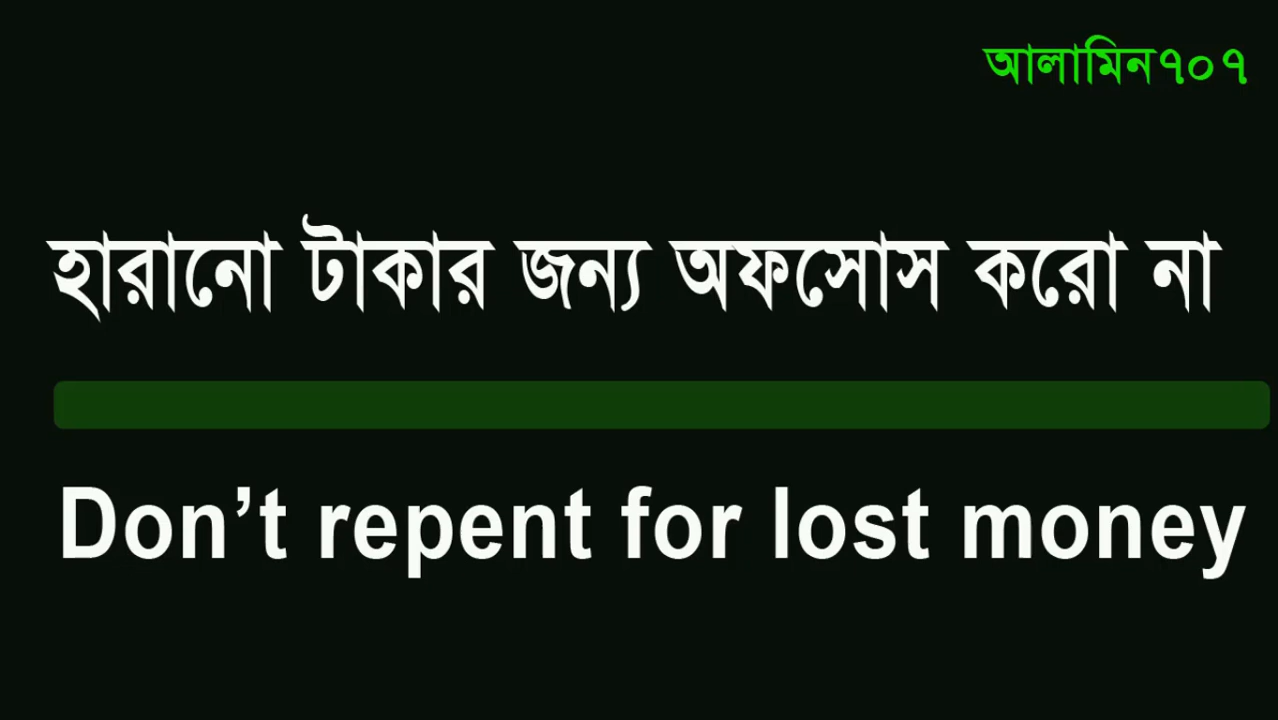 আলামিন৭০৭
হারানো টাকার জন্য অফসোস করো না
Don’t repent for lost money